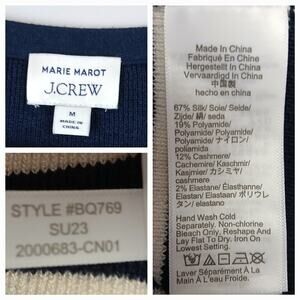 MARIE MAROT
J.CREW
M
MADE IN
CHINA
STYLE #BQ769
SU23
2000683-CN01
Made In China
Fabriqué En Chine
Hergestellt In China
Vervaardigd In China
中国製
hecho en china
67% Silk/Soie/Seide/
Zijde/ 絹/ seda
19% Polyamide/
Polyamide/ Polyamid/
Polyamide/ ナイロン/
poliamida
12% Cashmere/
Cachemire/ Kaschmir/
Kasjmier/ カシミヤ/
cashmere
2% Elastane/Élasthanne/
Elastan/ Elastaan/ ポリウレ
タン/ elastano
Hand Wash Cold
Separately. Non-chlorine
Bleach Only, Reshape And
Lay Flat To Dry. Iron On
Lowest Setting.
Laver Séparément À La
Main À L'eau